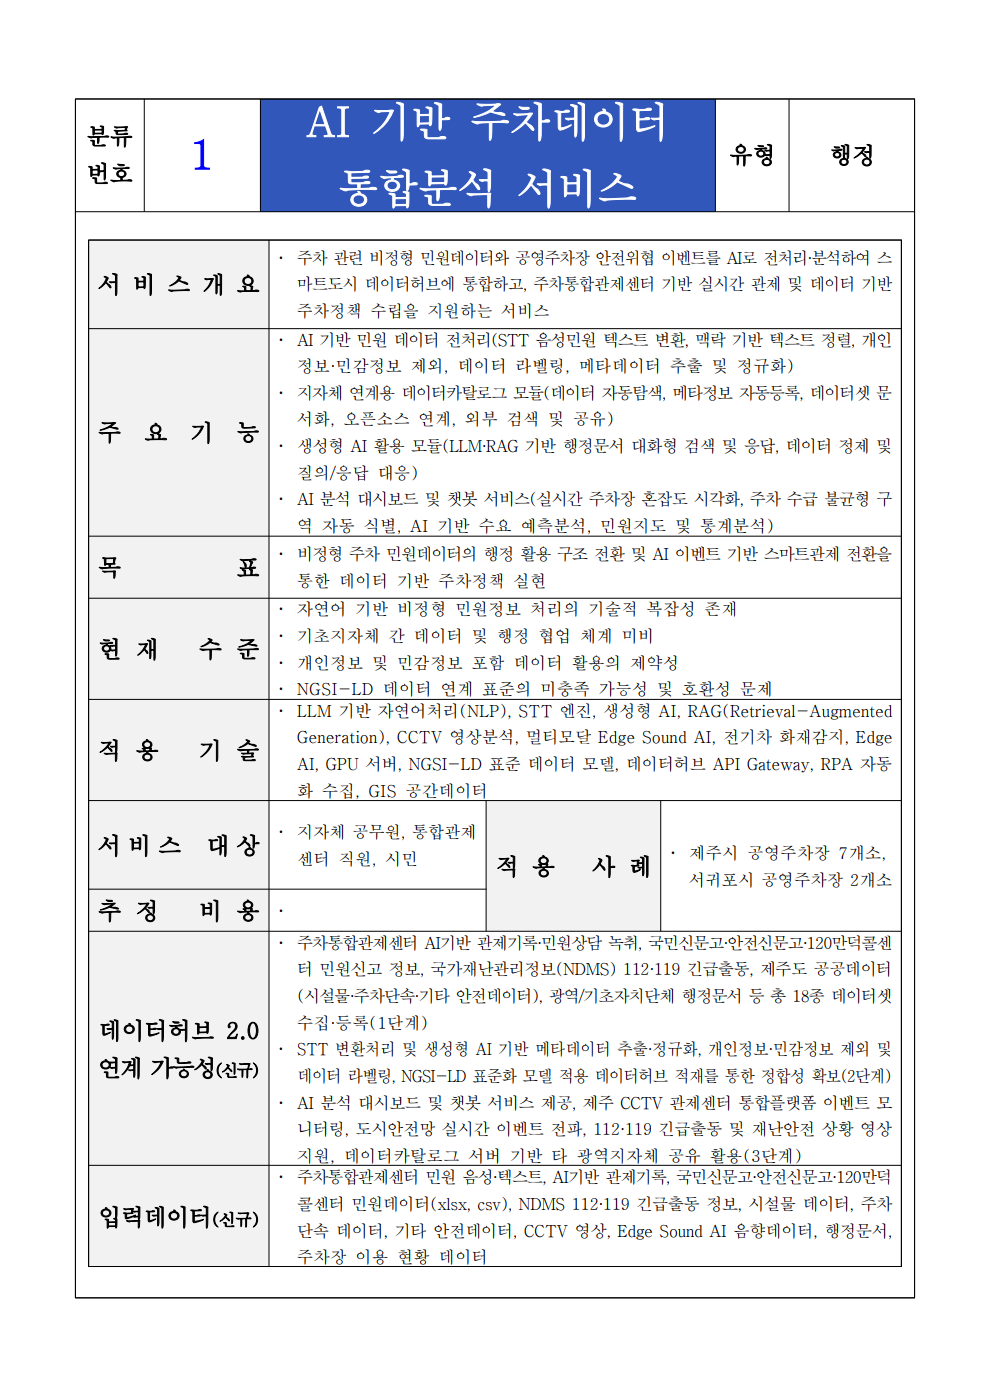 분류
번호
1
AI 기반 주차데이터
통합분석 서비스
유형
행정
서비스개요
· 주차 관련 비정형 민원데이터와 공영주차장 안전위협 이벤트를 AI로 전처리·분석하여 스
마트도시 데이터허브에 통합하고, 주차통합관제센터 기반 실시간 관제 및 데이터 기반
주차정책 수립을 지원하는 서비스
주요기능
· AI 기반 민원 데이터 전처리(STT 음성민원 텍스트 변환, 맥락 기반 텍스트 정렬, 개인
정보·민감정보 제외, 데이터 라벨링, 메타데이터 추출 및 정규화)
· 지자체 연계용 데이터카탈로그 모듈(데이터 자동탐색, 메타정보 자동등록, 데이터셋 문
서화, 오픈소스 연계, 외부 검색 및 공유)
· 생성형 AI 활용 모듈(LLM·RAG 기반 행정문서 대화형 검색 및 응답, 데이터 정제 및
질의/응답 대응)
· AI 분석 대시보드 및 챗봇 서비스(실시간 주차장 혼잡도 시각화, 주차 수급 불균형 구
역 자동 식별, AI 기반 수요 예측분석, 민원지도 및 통계분석)
목표
· 비정형 주차 민원데이터의 행정 활용 구조 전환 및 AI 이벤트 기반 스마트관제 전환을
통한 데이터 기반 주차정책 실현
현재 수준
· 자연어 기반 비정형 민원정보 처리의 기술적 복잡성 존재
· 기초지자체 간 데이터 및 행정 협업 체계 미비
· 개인정보 및 민감정보 포함 데이터 활용의 제약성
· NGSI-LD 데이터 연계 표준의 미충족 가능성 및 호환성 문제
적용 기술
· LLM 기반 자연어처리(NLP), STT 엔진, 생성형 AI, RAG(Retrieval-Augmented
Generation), CCTV 영상분석, 멀티모달 Edge Sound AI, 전기차 화재감지, Edge
AI, GPU 서버, NGSI-LD 표준 데이터 모델, 데이터허브 API Gateway, RPA 자동
화 수집, GIS 공간데이터
서비스 대상
· 지자체 공무원, 통합관제
센터 직원, 시민
적용 사례
· 제주시 공영주차장 7개소,
서귀포시 공영주차장 2개소
추정 비용
·
데이터허브 2.0
연계 가능성(신규)
· 주차통합관제센터 AI기반 관제기록·민원상담 녹취, 국민신문고·안전신문고·120만덕콜센
터 민원신고 정보, 국가재난관리정보(NDMS) 112·119 긴급출동, 제주도 공공데이터
(시설물·주차단속·기타 안전데이터), 광역/기초자치단체 행정문서 등 총 18종 데이터셋
수집·등록(1단계)
· STT 변환처리 및 생성형 AI 기반 메타데이터 추출·정규화, 개인정보·민감정보 제외 및
데이터 라벨링, NGSI-LD 표준화 모델 적용 데이터허브 적재를 통한 정합성 확보(2단계)
· AI 분석 대시보드 및 챗봇 서비스 제공, 제주 CCTV 관제센터 통합플랫폼 이벤트 모
니터링, 도시안전망 실시간 이벤트 전파, 112·119 긴급출동 및 재난안전 상황 영상
지원, 데이터카탈로그 서버 기반 타 광역지자체 공유 활용(3단계)
입력데이터(신규)
· 주차통합관제센터 민원 음성·텍스트, AI기반 관제기록, 국민신문고·안전신문고·120만덕
콜센터 민원데이터(xlsx, csv), NDMS 112·119 긴급출동 정보, 시설물 데이터, 주차
단속 데이터, 기타 안전데이터, CCTV 영상, Edge Sound AI 음향데이터, 행정문서,
주차장 이용 현황 데이터